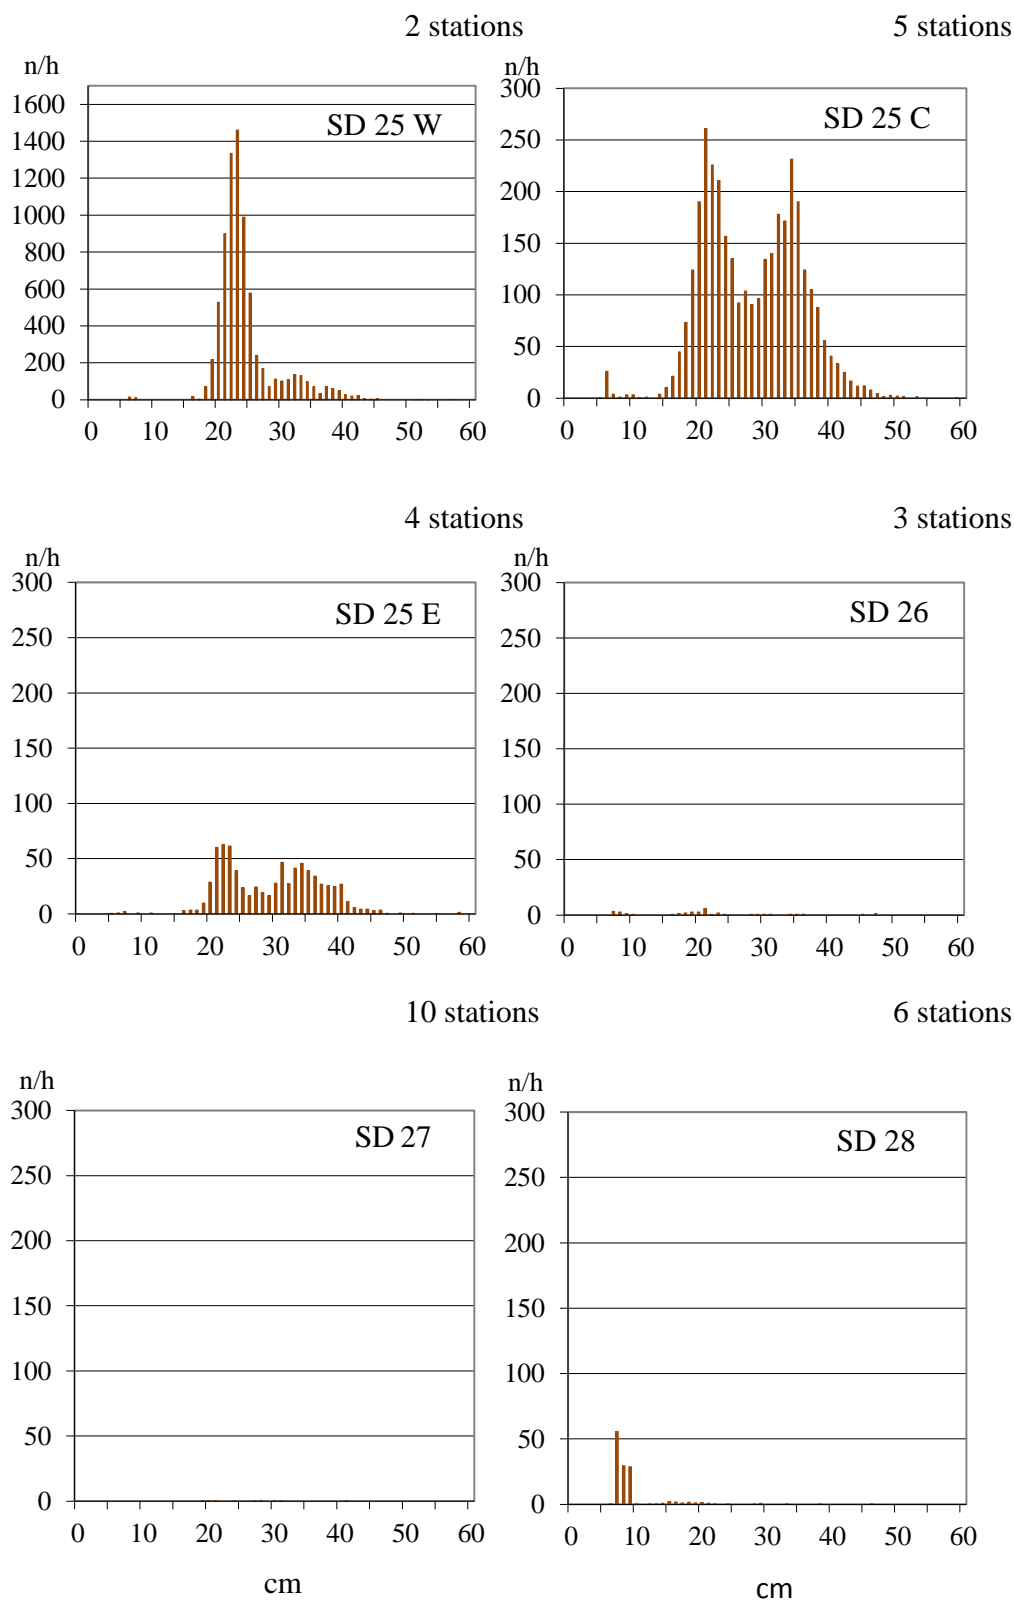 2 stations
5 stations
n/h
n/h
SD 25 W
SD 25 C
1600
1400
1200
1000
800
600
400
200
0
0 10 20 30 40 50 60
300
250
200
150
100
50
0
0 10 20 30 40 50 60
4 stations
3 stations
n/h
n/h
SD 25 E
SD 26
300
250
200
150
100
50
0
0 10 20 30 40 50 60
300
250
200
150
100
50
0
0 10 20 30 40 50 60
10 stations
6 stations
n/h
n/h
SD 27
SD 28
300
250
200
150
100
50
0
0 10 20 30 40 50 60
cm
300
250
200
150
100
50
0
0 10 20 30 40 50 60
cm